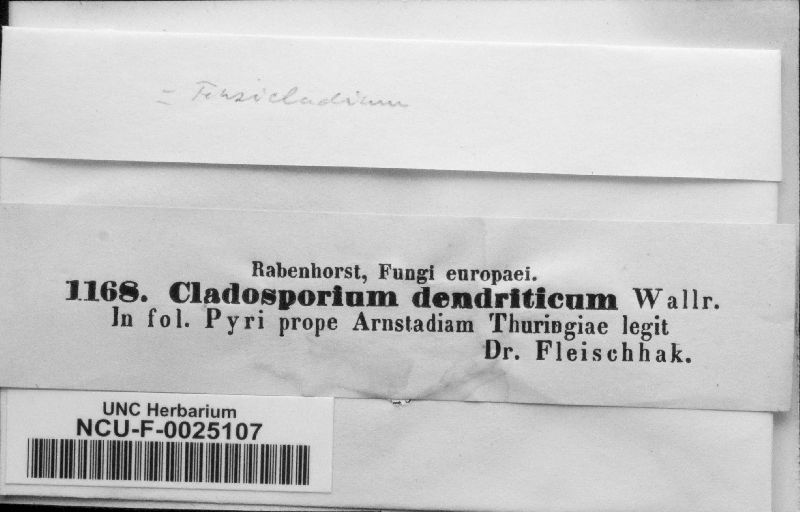 = Fusicladium
Rabenhorst, Fungi europaei.
1168. Cladosporium dendriticum Wallr.
In fol. Pyri prope Arnstadiam Thuringiae legit
Dr. Fleischhak.
UNC Herbarium
NCU-F-0025107